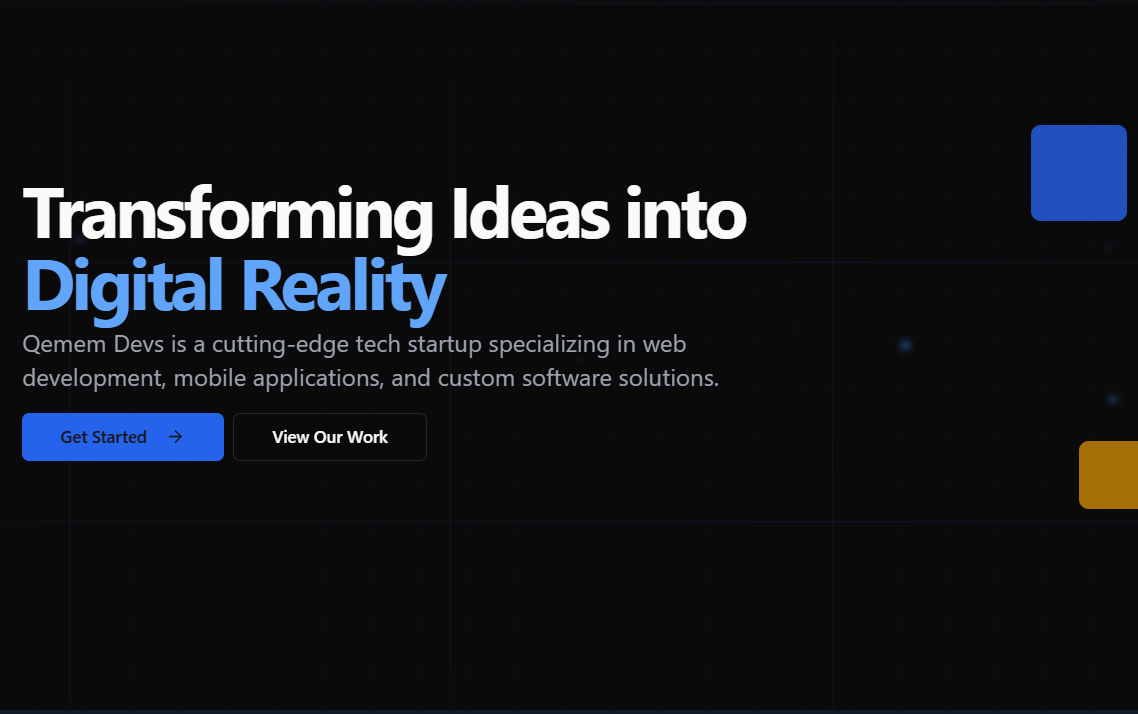 Transforming Ideas into
Digital Reality
Qemem Devs is a cutting-edge tech startup specializing in web
development, mobile applications, and custom software solutions.
Get Started →
View Our Work